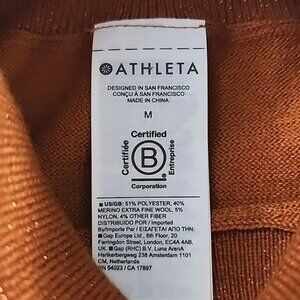 ATHLETA
DESIGNED IN SAN FRANCISCO
CONÇU À SAN FRANCISCO
MADE IN CHINA
M
Certified
Certifiée
B
Entreprise
Corporation
US/GB: 51% POLYESTER, 40%
MERINO EXTRA FINE WOOL, 5%
NYLON, 4% OTHER FIBER
DISTRIBUIDO POR / Imported
By/Importe Par / ΕΙΣΑΓΕΤΑΙ ΑΠΟ ΤΗΝ:
Gap Europe Ltd., 8th Floor, 20
Farringdon Street, London, EC4A 4AB,
UK. Gap (EU) B.V. Luna ArenA
Herikerbergweg 238 Amsterdam 1101
CM, Netherlands
RN 54023 / CA 17897